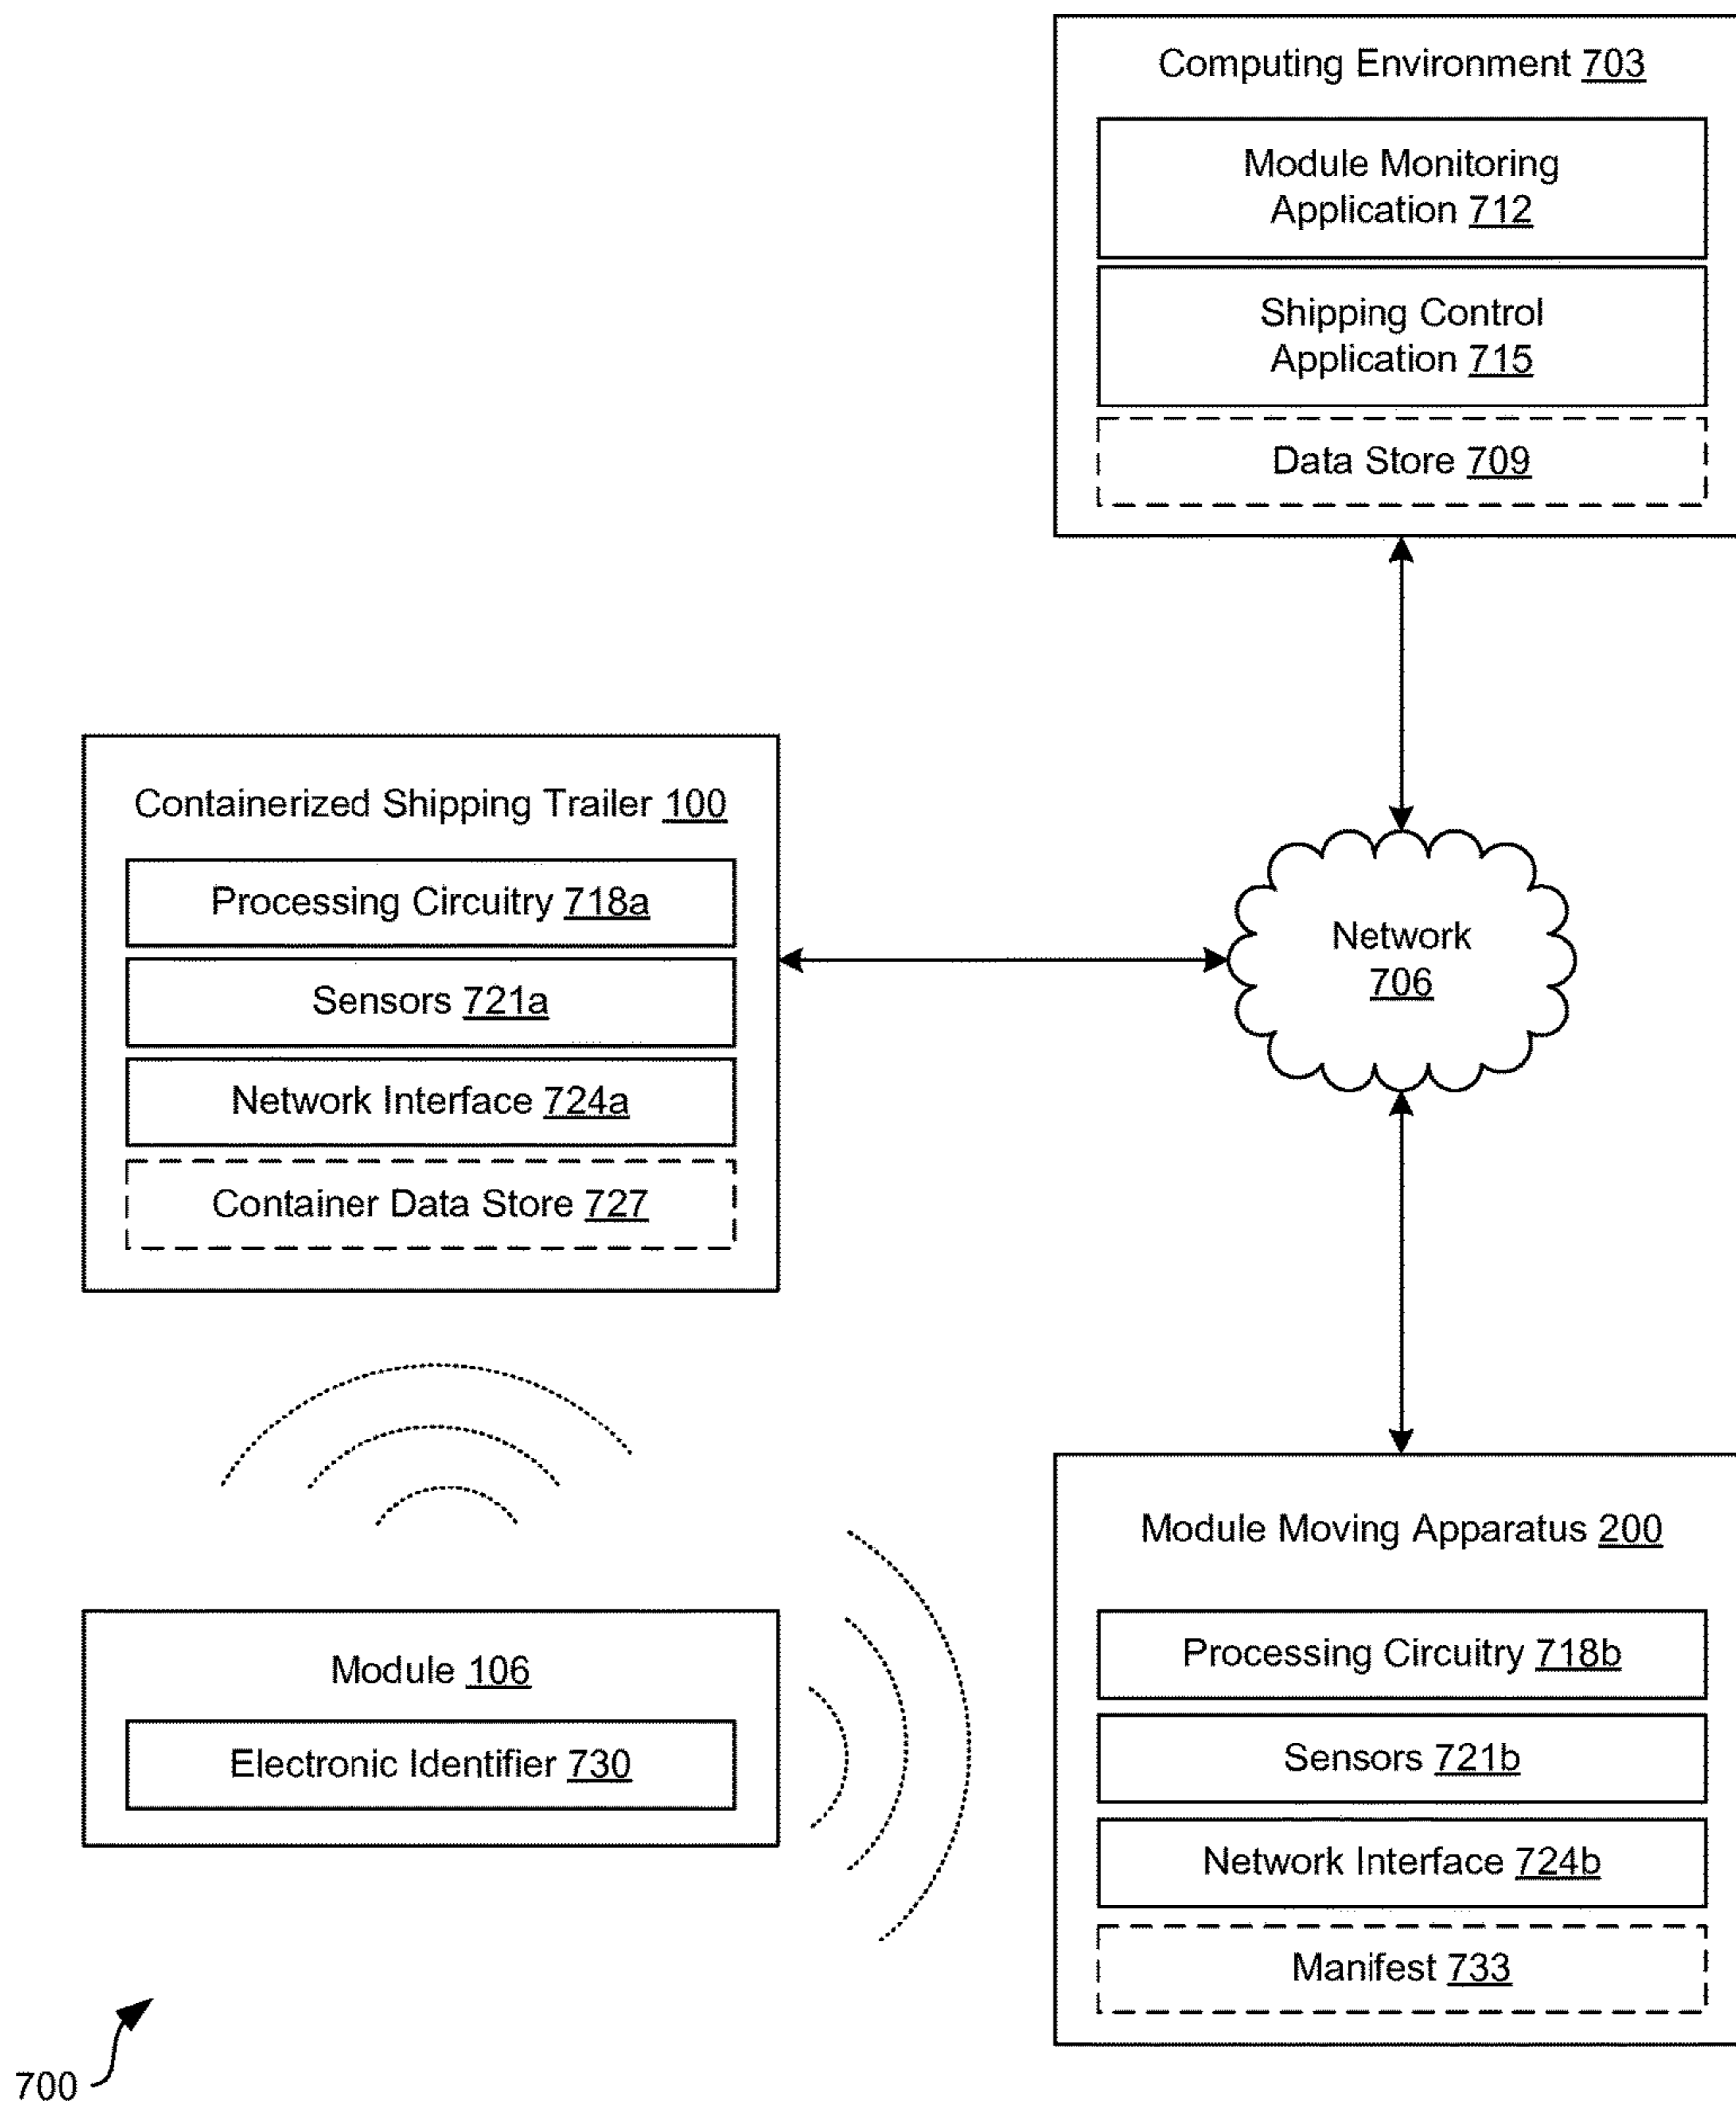 Computing Environment 703
Module Monitoring
Application 712
Shipping Control
Application 715
Data Store 709
Containerized Shipping Trailer 100
Processing Circuitry 718a
Sensors 721a
Network Interface 724a
Container Data Store 727
Network
706
Module 106
Electronic Identifier 730
Module Moving Apparatus 200
Processing Circuitry 718b
Sensors 721b
Network Interface 724b
Manifest 733
700